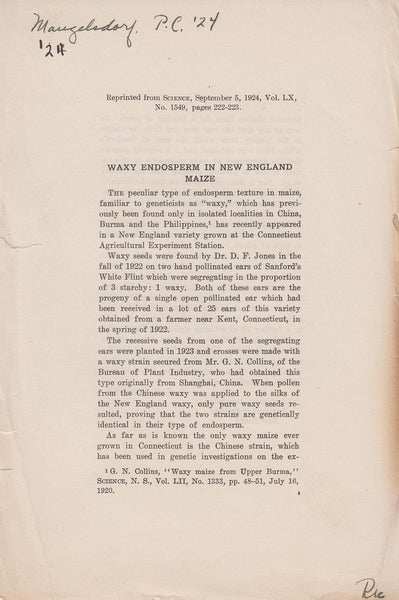 Mangelsdorf, P.C. '24
'24
Reprinted from SCIENCE, September 5, 1924, Vol. LX,
No. 1549, pages 222-223.
WAXY ENDOSPERM IN NEW ENGLAND
MAIZE
THE peculiar type of endosperm texture in maize,
familiar to geneticists as "waxy," which has previ-
ously been found only in isolated localities in China,
Burma and the Philippines,¹ has recently appeared
in a New England variety grown at the Connecticut
Agricultural Experiment Station.
Waxy seeds were found by Dr. D. F. Jones in the
fall of 1922 on two hand pollinated ears of Sanford's
White Flint which were segregating in the proportion
of 3 starchy: 1 waxy. Both of these ears are the
progeny of a single open pollinated ear which had
been received in a lot of 25 ears of this variety
obtained from a farmer near Kent, Connecticut, in
the spring of 1922.
The recessive seeds from one of the segregating
ears were planted in 1923 and crosses were made with
a waxy strain secured from Mr. G. N. Collins, of the
Bureau of Plant Industry, who had obtained this
type originally from Shanghai, China. When pollen
from the Chinese waxy was applied to the silks of
the New England waxy, only pure waxy seeds re-
sulted, proving that the two strains are genetically
identical in their type of endosperm.
As far as is known the only waxy maize ever
grown in Connecticut is the Chinese strain, which
has been used in genetic investigations on the ex-
¹ G. N. Collins, "Waxy maize from Upper Burma,"
SCIENCE, N. S., Vol. LII, No. 1333, pp. 48-51, July 16,
1920.